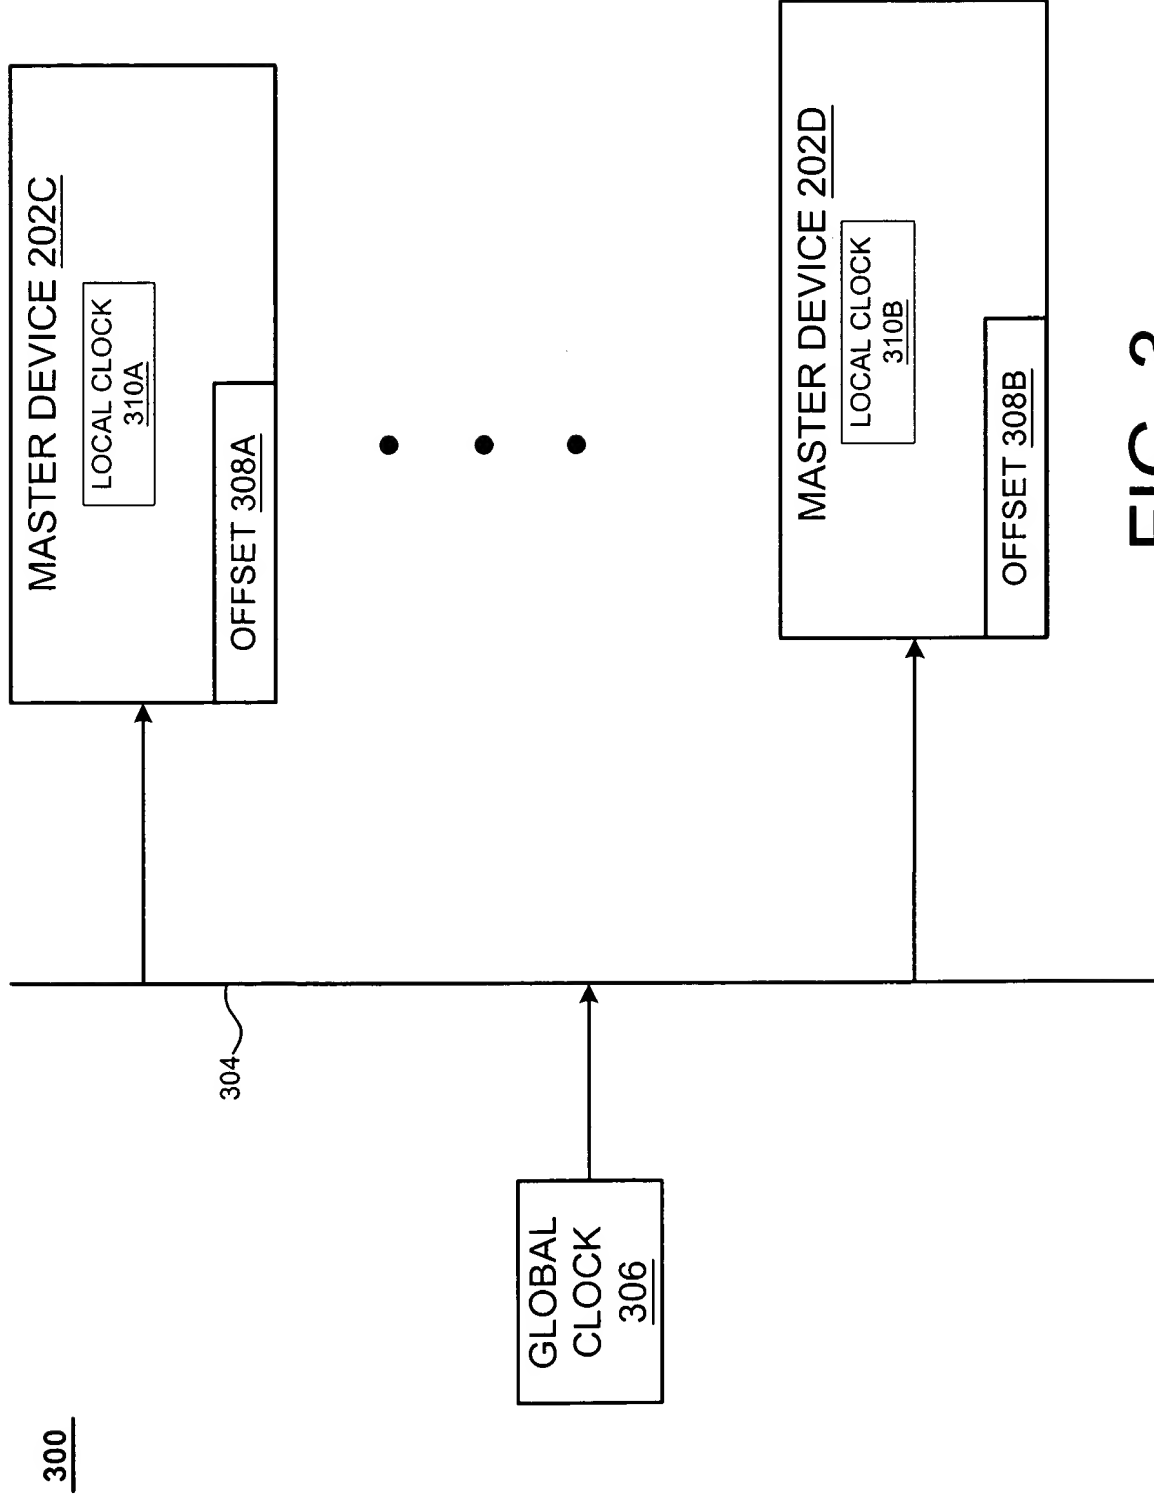 300
MASTER DEVICE 202C
LOCAL CLOCK
310A
OFFSET 308A
304
GLOBAL
CLOCK
306
MASTER DEVICE 202D
LOCAL CLOCK
310B
OFFSET 308B